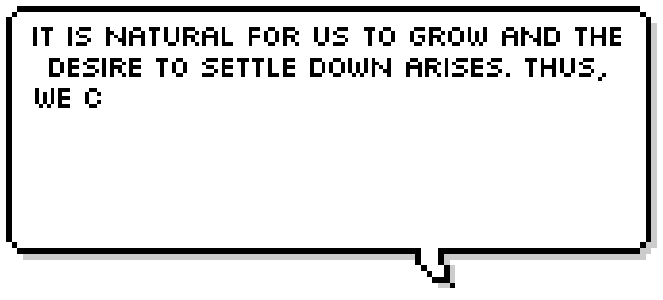 IT IS NATURAL FOR US TO GROW AND THE
DESIRE TO SETTLE DOWN ARISES. THUS,
WE C